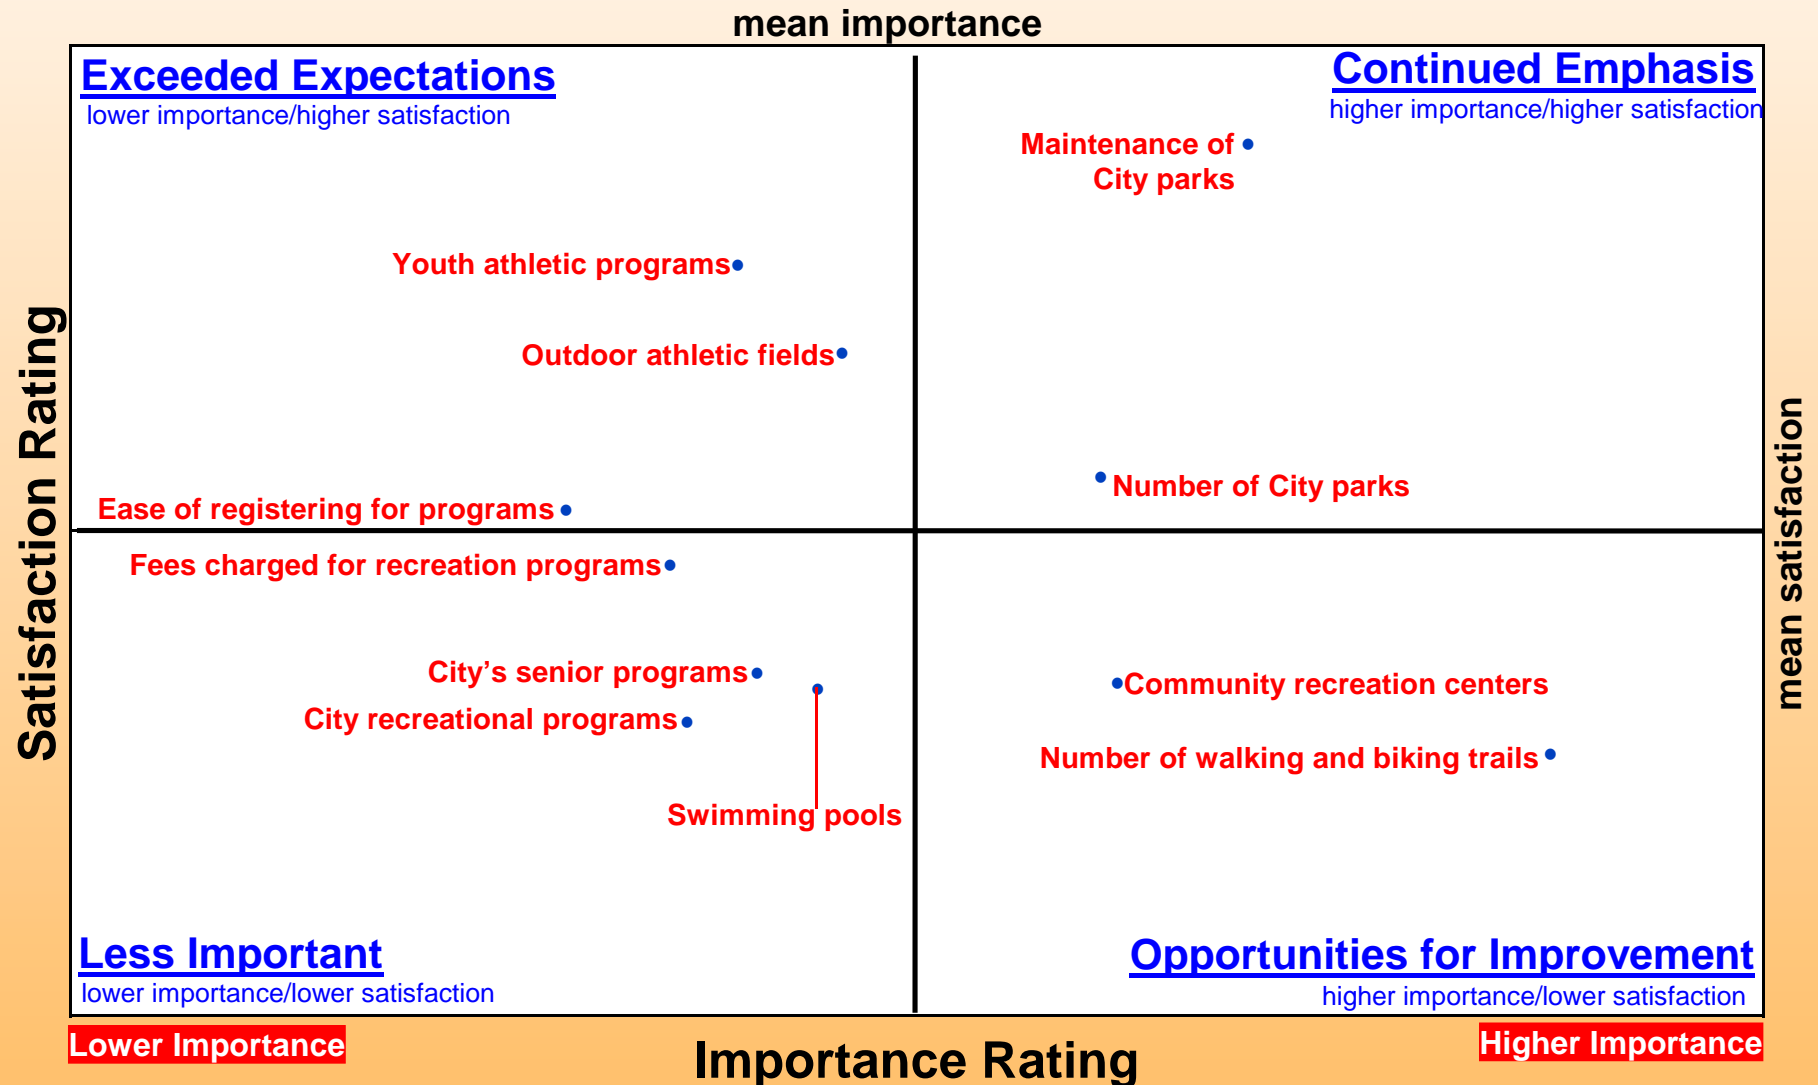 mean importance
Exceeded Expectations
lower importance/higher satisfaction
Continued Emphasis
higher importance/higher satisfaction
Maintenance of
City parks
Youth athletic programs
Outdoor athletic fields
Number of City parks
Ease of registering for programs
Satisfaction Rating
mean satisfaction
Fees charged for recreation programs
City’s senior programs
Community recreation centers
City recreational programs
Number of walking and biking trails
Swimming pools
Less Important
lower importance/lower satisfaction
Opportunities for Improvement
higher importance/lower satisfaction
Lower Importance
Importance Rating
Higher Importance